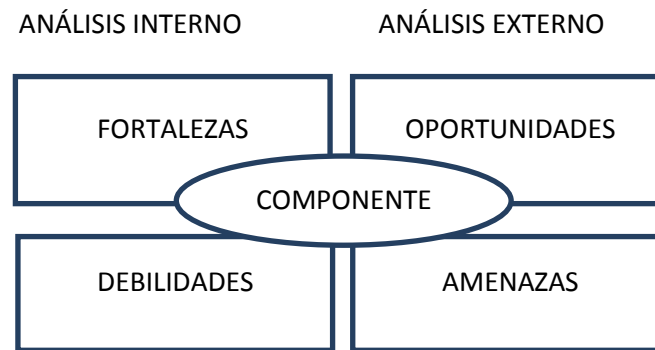 ANÁLISIS INTERNO
ANÁLISIS EXTERNO
FORTALEZAS
OPORTUNIDADES
COMPONENTE
DEBILIDADES
AMENAZAS